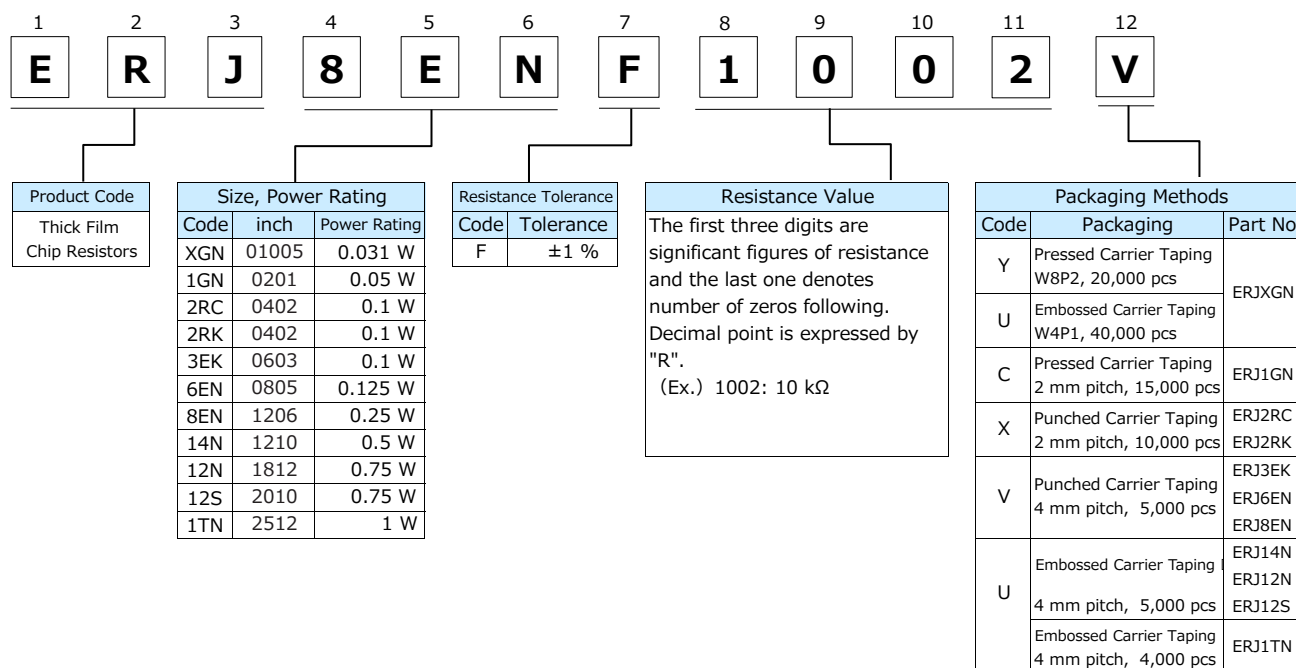 1 2 3 4 5 6 7 8 9 10 11 12
E R J 8 E N F 1 0 0 2 V
Product Code
Thick Film
Chip Resistors
Size, Power Rating
Code inch Power Rating
XGN 01005 0.031 W
1GN 0201 0.05 W
2RC 0402 0.1 W
2RK 0402 0.1 W
3EK 0603 0.1 W
6EN 0805 0.125 W
8EN 1206 0.25 W
14N 1210 0.5 W
12N 1812 0.75 W
12S 2010 0.75 W
1TN 2512 1 W
Resistance Tolerance
Code Tolerance
F ±1 %
Resistance Value
The first three digits are
significant figures of resistance
and the last one denotes
number of zeros following.
Decimal point is expressed by
"R".
（Ex.）1002: 10 kΩ
Packaging Methods
Code Packaging Part No
Y Pressed Carrier Taping
W8P2, 20,000 pcs
ERJXGN
U Embossed Carrier Taping
W4P1, 40,000 pcs
C Pressed Carrier Taping
2 mm pitch, 15,000 pcs
ERJ1GN
X Punched Carrier Taping
2 mm pitch, 10,000 pcs
ERJ2RC
ERJ2RK
V Punched Carrier Taping
4 mm pitch, 5,000 pcs
ERJ3EK
ERJ6EN
ERJ8EN
U Embossed Carrier Taping
4 mm pitch, 5,000 pcs
ERJ14N
ERJ12N
ERJ12S
Embossed Carrier Taping
4 mm pitch, 4,000 pcs
ERJ1TN